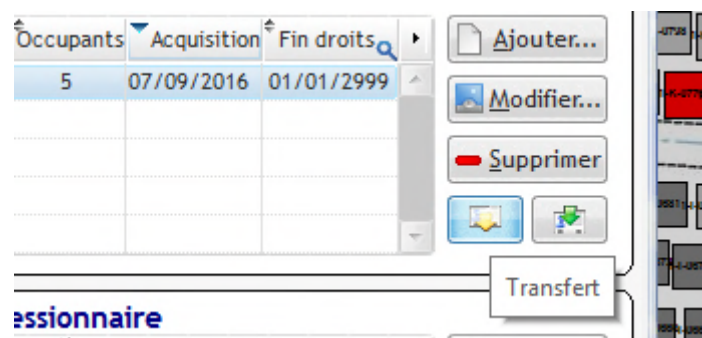 Occupants Acquisition Fin droits Ajouter...
5 07/09/2016 01/01/2999
Modifier...
Supprimer
Transfert
essionnaire